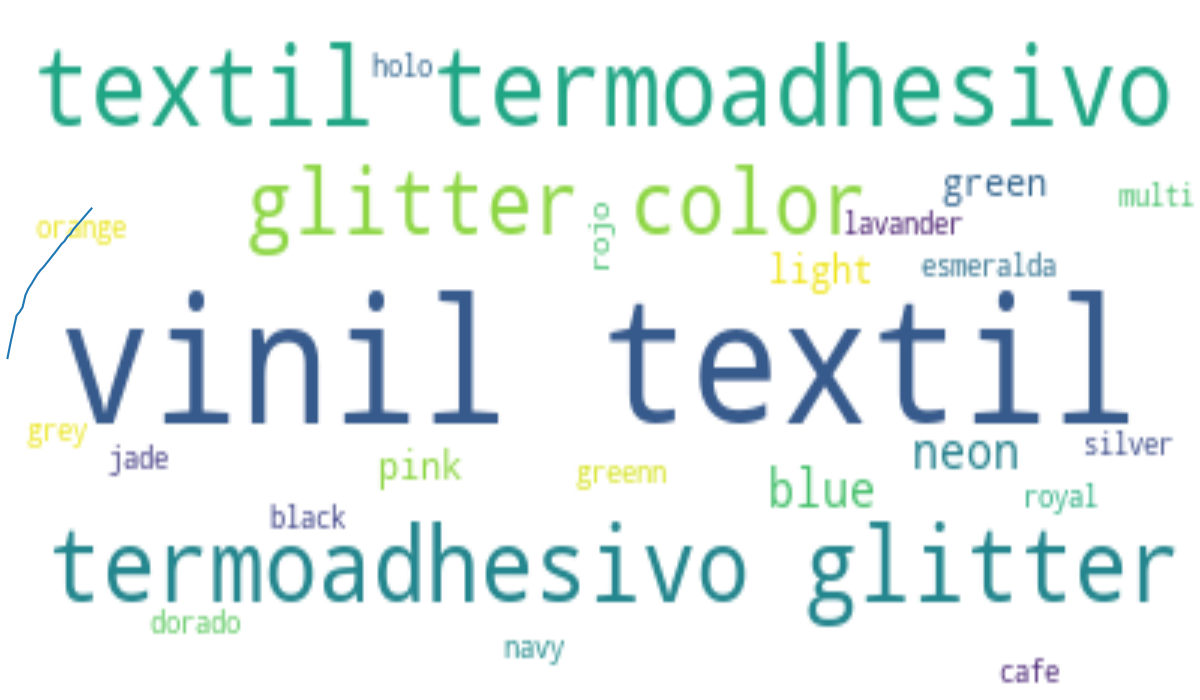 textil holo termoadhesivo
glitter color green multi
rojo
orange lavander
light esmeralda
vinil textil
grey
jade pink greenn blue neon silver
black royal
termoadhesivo glitter
dorado
navy
cafe